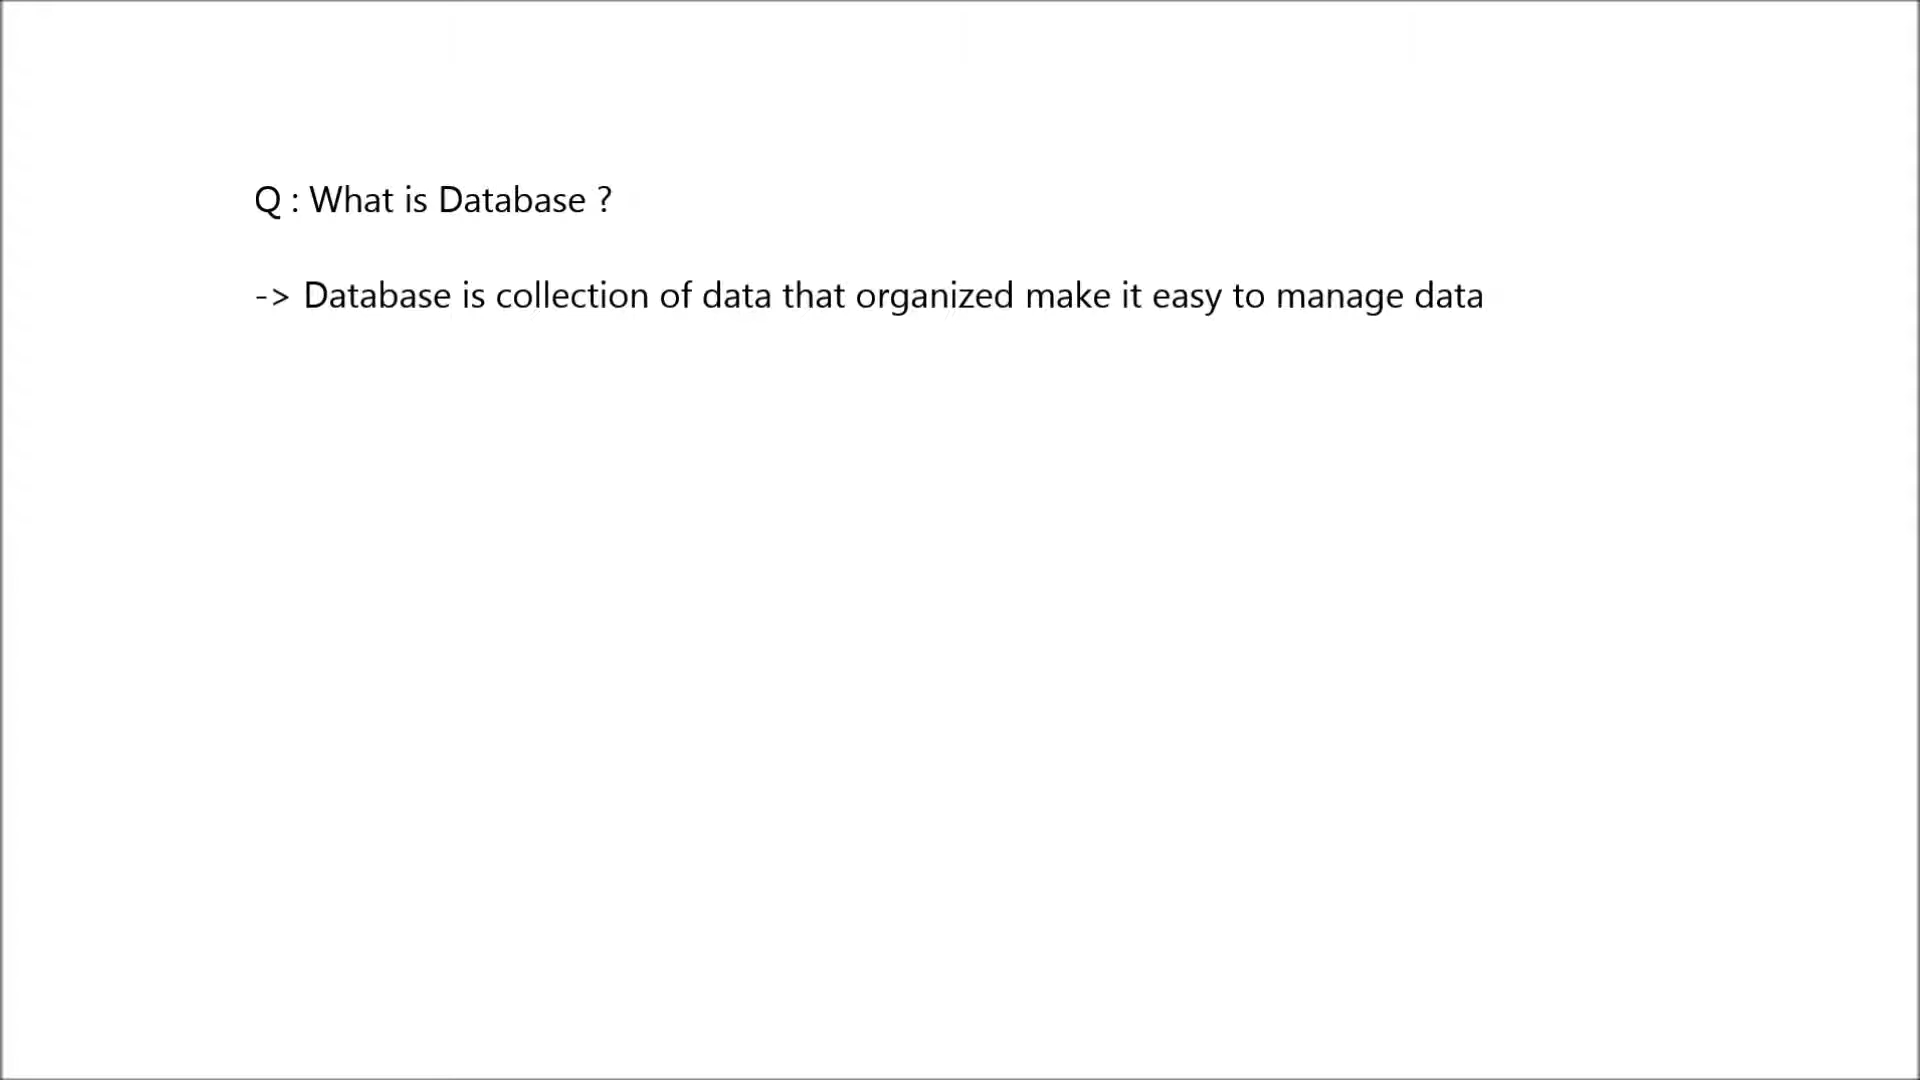 Q : What is Database ?
-> Database is collection of data that organized make it easy to manage data